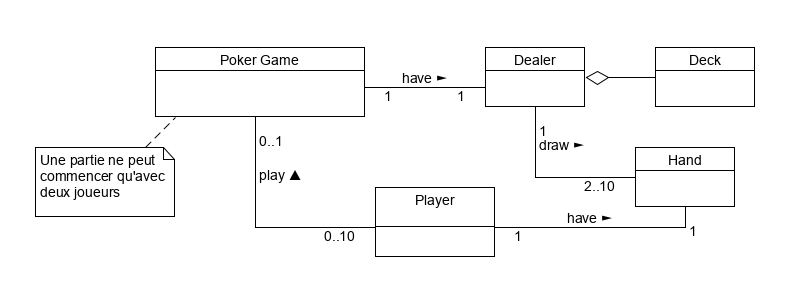 Poker Game
have ►
1
1
Dealer
Deck
Une partie ne peut
commencer qu'avec
deux joueurs
0..1
play ▲
0..10
Player
1
draw ►
2..10
Hand
have ►
1
1